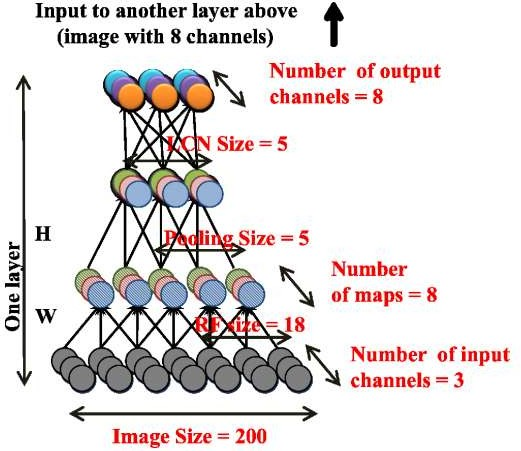 Input to another layer above
(image with 8 channels)
Number of output
channels = 8
LCN Size = 5
H
Pooling Size = 5
One layer
Number
of maps = 8
W
RF size = 18
Number of input
channels = 3
Image Size = 200